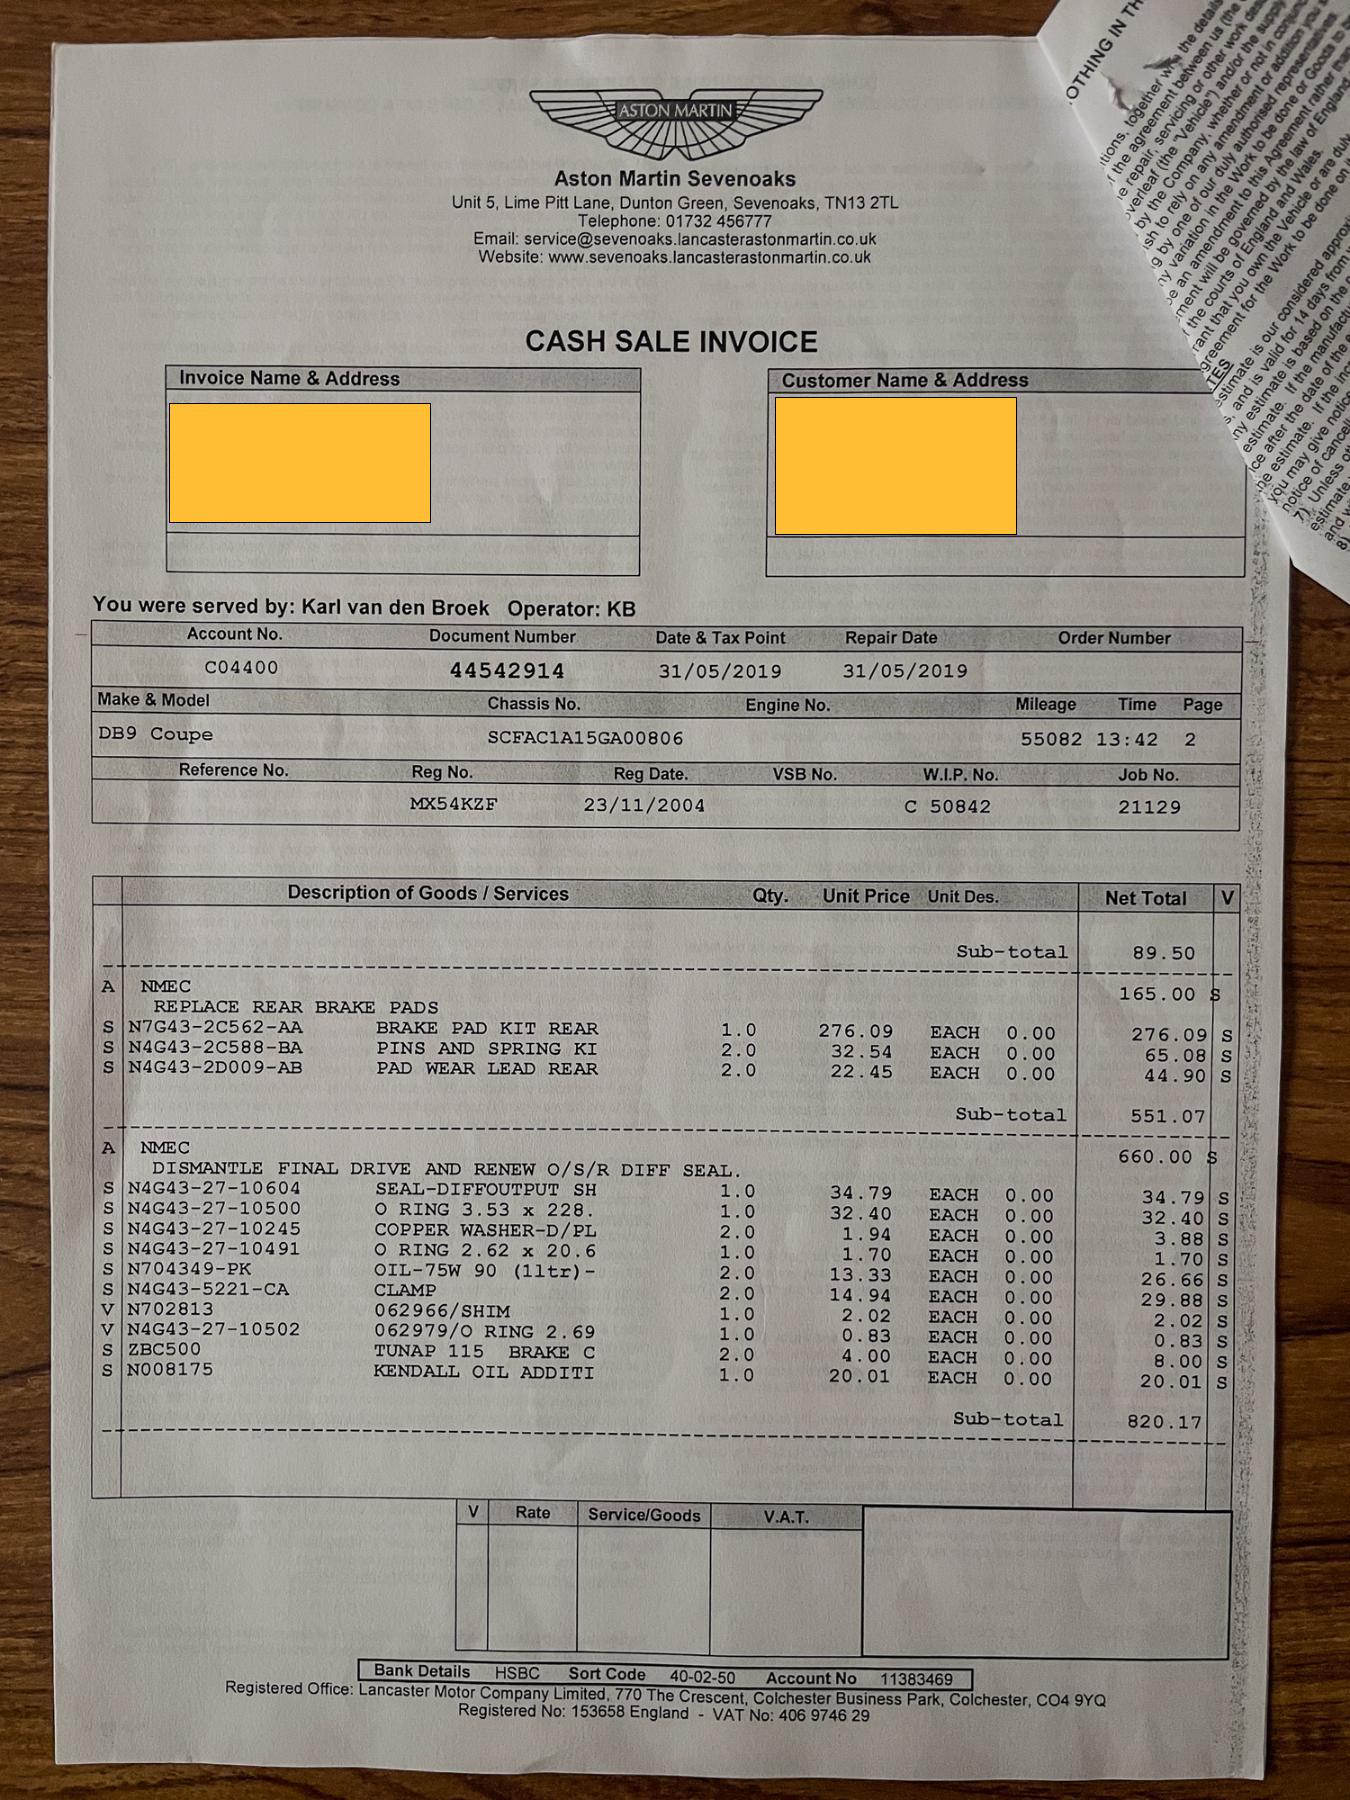 ASTON MARTIN
Aston Martin Sevenoaks
Unit 5, Lime Pitt Lane, Dunton Green, Sevenoaks, TN13 2TL
Telephone: 01732 456777
Email: service@sevenoaks.lancasterastonmartin.co.uk
Website: www.sevenoaks.lancasterastonmartin.co.uk
CASH SALE INVOICE
Invoice Name & Address Customer Name & Address
You were served by: Karl van den Broek Operator: KB
Account No. Document Number Date & Tax Point Repair Date Order Number
C04400 44542914 31/05/2019 31/05/2019
Make & Model Chassis No. Engine No. Mileage Time Page
DB9 Coupe SCFAC1A15GA00806 55082 13:42 2
Reference No. Reg No. Reg Date. VSB No. W.I.P. No. Job No.
MX54KZF 23/11/2004 C 50842 21129
Description of Goods / Services Qty. Unit Price Unit Des. Net Total V
Sub-total 89.50
A NMEC 165.00 S
REPLACE REAR BRAKE PADS
S N7G43-2C562-AA BRAKE PAD KIT REAR 1.0 276.09 EACH 0.00 276.09 S
S N4G43-2C588-BA PINS AND SPRING KI 2.0 32.54 EACH 0.00 65.08 S
S N4G43-2D009-AB PAD WEAR LEAD REAR 2.0 22.45 EACH 0.00 44.90 S
Sub-total 551.07
A NMEC 660.00 S
DISMANTLE FINAL DRIVE AND RENEW O/S/R DIFF SEAL.
S N4G43-27-10604 SEAL-DIFFOUTPUT SH 1.0 34.79 EACH 0.00 34.79 S
S N4G43-27-10500 O RING 3.53 x 228. 1.0 32.40 EACH 0.00 32.40 S
S N4G43-27-10245 COPPER WASHER-D/PL 2.0 1.94 EACH 0.00 3.88 S
S N4G43-27-10491 O RING 2.62 x 20.6 1.0 1.70 EACH 0.00 1.70 S
S N704349-PK OIL-75W 90 (1ltr)- 2.0 13.33 EACH 0.00 26.66 S
S N4G43-5221-CA CLAMP 2.0 14.94 EACH 0.00 29.88 S
V N702813 062966/SHIM 1.0 2.02 EACH 0.00 2.02 S
V N4G43-27-10502 062979/O RING 2.69 1.0 0.83 EACH 0.00 0.83 S
S ZBC500 TUNAP 115 BRAKE C 2.0 4.00 EACH 0.00 8.00 S
S N008175 KENDALL OIL ADDITI 1.0 20.01 EACH 0.00 20.01 S
Sub-total 820.17
V Rate Service/Goods V.A.T.
Bank Details HSBC Sort Code 40-02-50 Account No 11383469
Registered Office: Lancaster Motor Company Limited, 770 The Crescent, Colchester Business Park, Colchester, CO4 9YQ
Registered No: 153658 England - VAT No: 406 9746 29